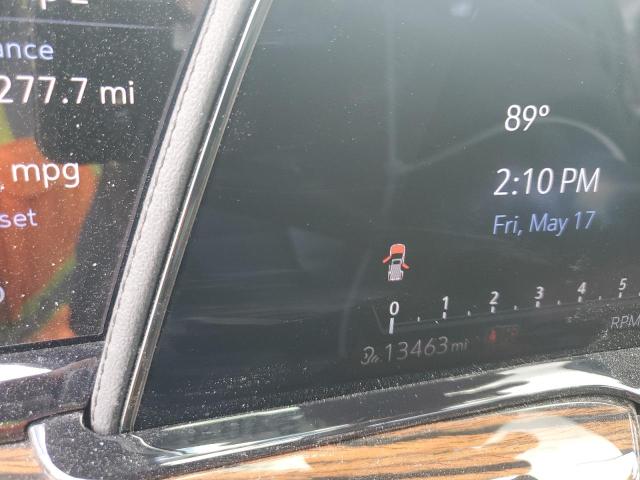 ance
277.7 mi
mpg
set
89°
2:10 PM
Fri, May 17
0 1 2 3 4 5
RPM
13463 mi